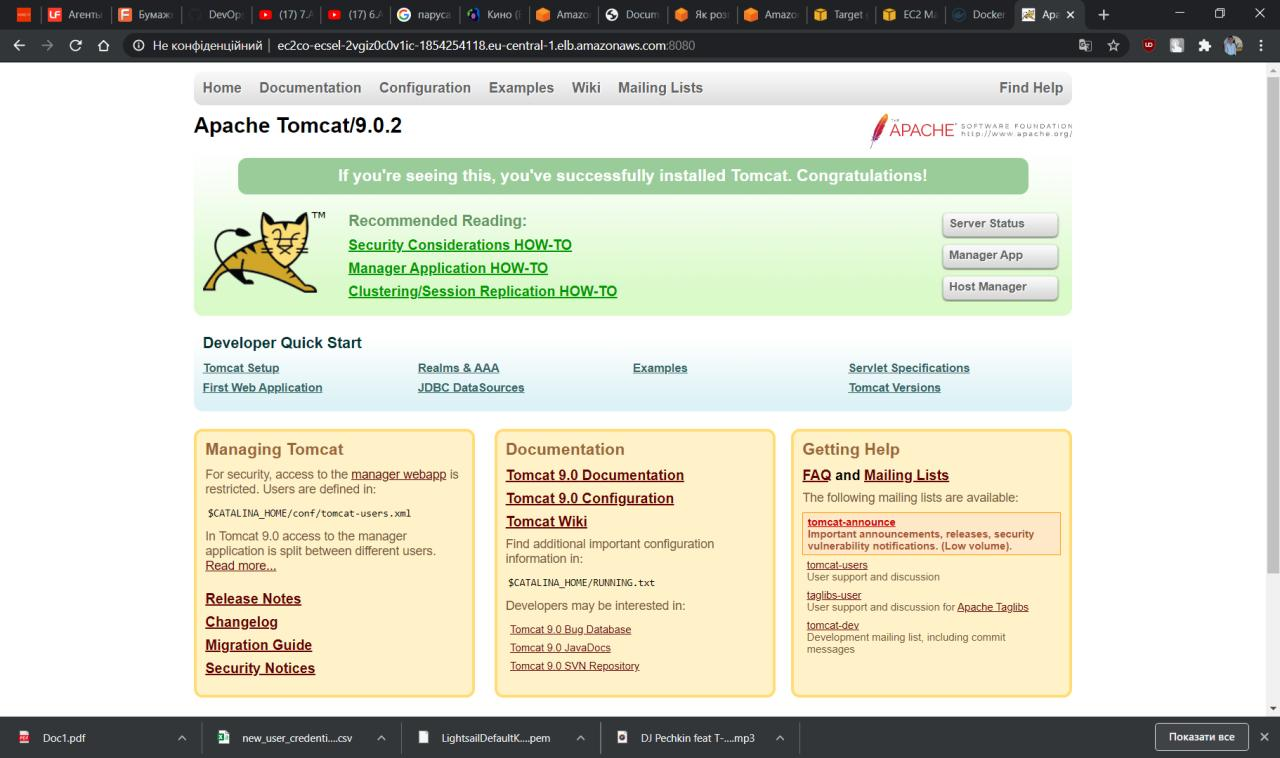 Агенты
Бумаж
DevOps
(17) 7.
(17) 6.
паруса
Кино (
Amazo
Docum
Як роз
Amazo
Target
EC2 Ma
Docker
Apa
Не конфіденційний | ec2co-ecsel-2vgiz0c0v1ic-1854254118.eu-central-1.elb.amazonaws.com:8080
Home Documentation Configuration Examples Wiki Mailing Lists Find Help
Apache Tomcat/9.0.2
THE APACHE SOFTWARE FOUNDATION
http://www.apache.org/
If you're seeing this, you've successfully installed Tomcat. Congratulations!
TM
Recommended Reading:
Security Considerations HOW-TO
Manager Application HOW-TO
Clustering/Session Replication HOW-TO
Server Status
Manager App
Host Manager
Developer Quick Start
Tomcat Setup
First Web Application
Realms & AAA
JDBC DataSources
Examples
Servlet Specifications
Tomcat Versions
Managing Tomcat
For security, access to the manager webapp is
restricted. Users are defined in:
$CATALINA_HOME/conf/tomcat-users.xml
In Tomcat 9.0 access to the manager
application is split between different users.
Read more...
Release Notes
Changelog
Migration Guide
Security Notices
Documentation
Tomcat 9.0 Documentation
Tomcat 9.0 Configuration
Tomcat Wiki
Find additional important configuration
information in:
$CATALINA_HOME/RUNNING.txt
Developers may be interested in:
Tomcat 9.0 Bug Database
Tomcat 9.0 JavaDocs
Tomcat 9.0 SVN Repository
Getting Help
FAQ and Mailing Lists
The following mailing lists are available:
tomcat-announce
Important announcements, releases, security
vulnerability notifications. (Low volume).
tomcat-users
User support and discussion
taglibs-user
User support and discussion for Apache Taglibs
tomcat-dev
Development mailing list, including commit
messages
Doc1.pdf
new_user_credenti....csv
LightsailDefaultK....pem
DJ Pechkin feat T-....mp3
Показати все